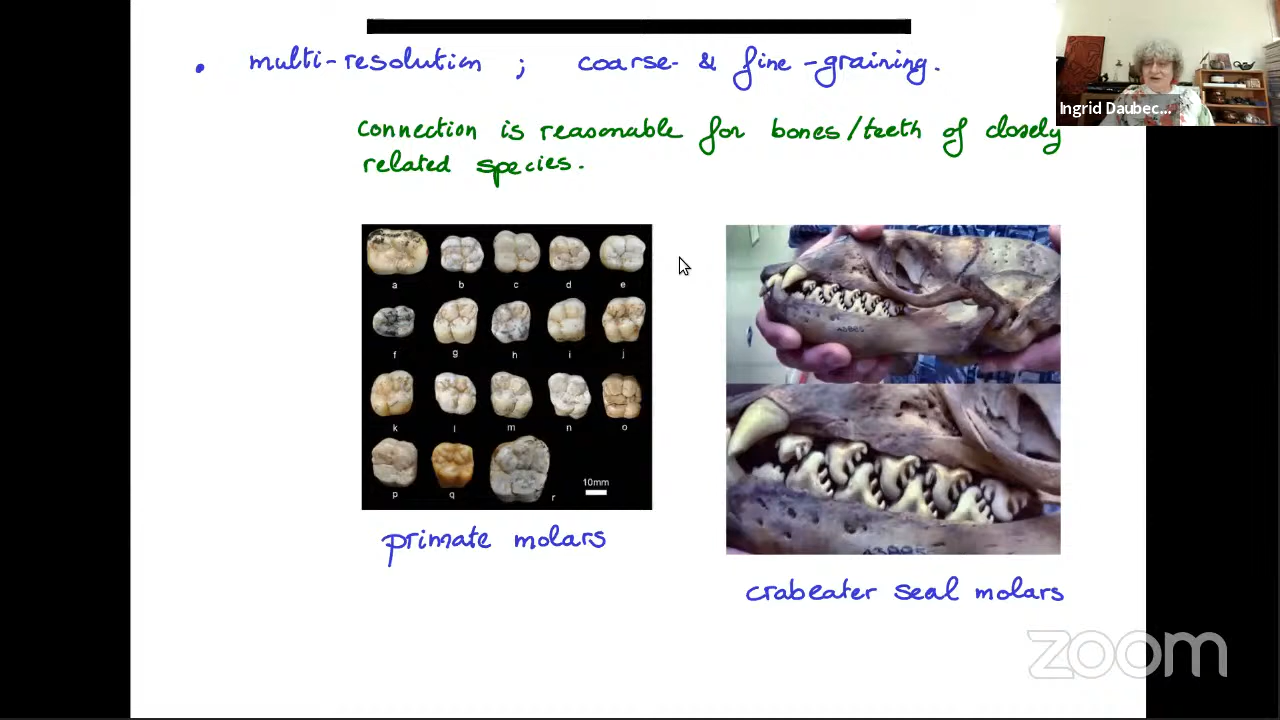 • multi-resolution ; coarse- & fine-graining.
Ingrid Daubec...
connection is reasonable for bones/teeth of closely
related species.
a b c d e
f g h i j
k l m n o
p q r
10mm
primate molars
crabeater seal molars
zoom